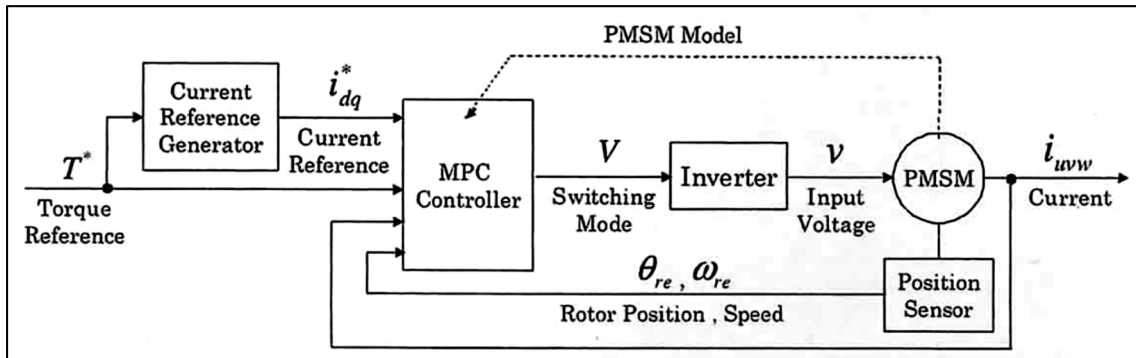 PMSM Model
Current
Reference
Generator
i*dq
Current
Reference
T*
Torque
Reference
MPC
Controller
V
Switching
Mode
Inverter
v
Input
Voltage
PMSM
iuvw
Current
θre , ωre
Rotor Position , Speed
Position
Sensor